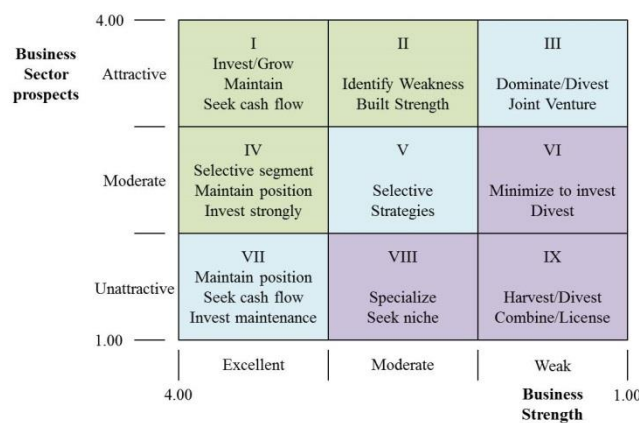 4.00
Business
Sector
prospects
Attractive
I
Invest/Grow
Maintain
Seek cash flow
II
Identify Weakness
Built Strength
III
Dominate/Divest
Joint Venture
Moderate
IV
Selective segment
Maintain position
Invest strongly
V
Selective
Strategies
VI
Minimize to invest
Divest
Unattractive
VII
Maintain position
Seek cash flow
Invest maintenance
VIII
Specialize
Seek niche
IX
Harvest/Divest
Combine/License
1.00
Excellent
Moderate
Weak
4.00
Business
Strength
1.00